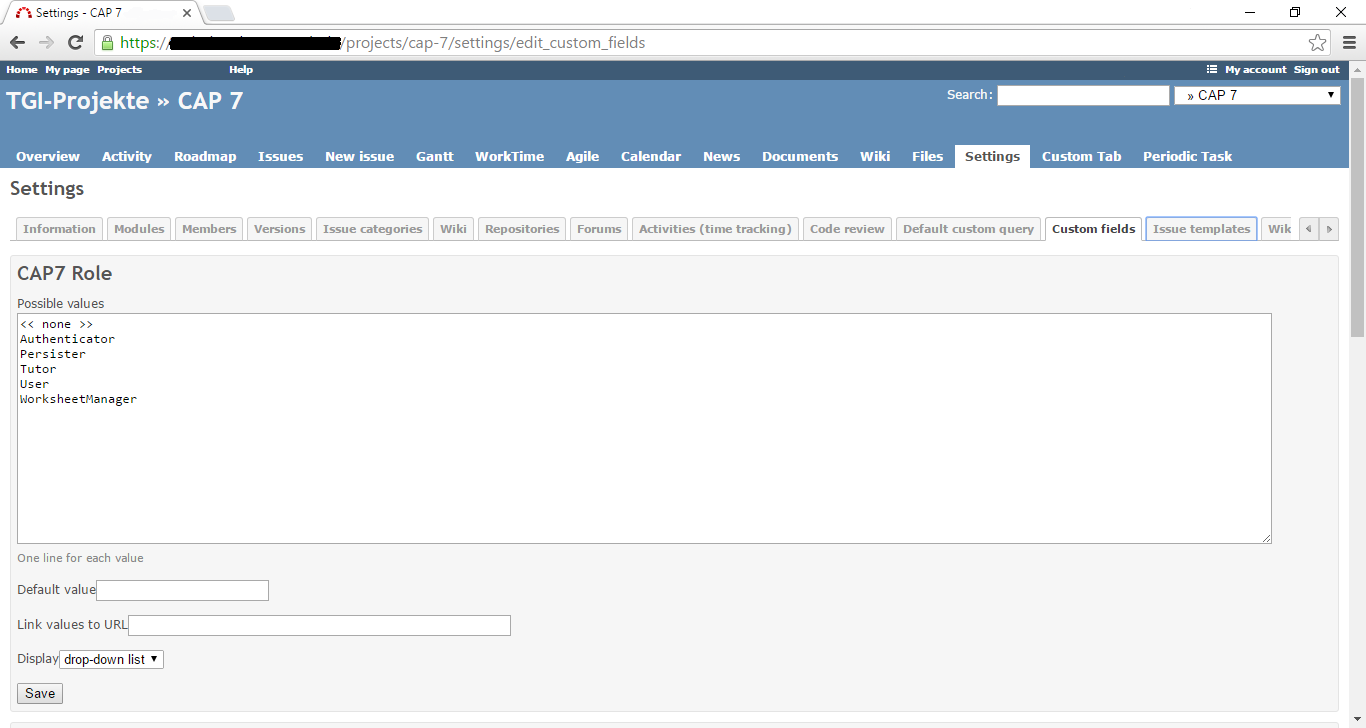 Settings - CAP 7
https:// /projects/cap-7/settings/edit_custom_fields
Home My page Projects Help My account Sign out
TGI-Projekte » CAP 7
Search: » CAP 7
Overview Activity Roadmap Issues New issue Gantt WorkTime Agile Calendar News Documents Wiki Files Settings Custom Tab Periodic Task
Settings
Information Modules Members Versions Issue categories Wiki Repositories Forums Activities (time tracking) Code review Default custom query Custom fields Issue templates Wik
CAP7 Role
Possible values
<< none >>
Authenticator
Persister
Tutor
User
WorksheetManager
One line for each value
Default value
Link values to URL
Display drop-down list
Save